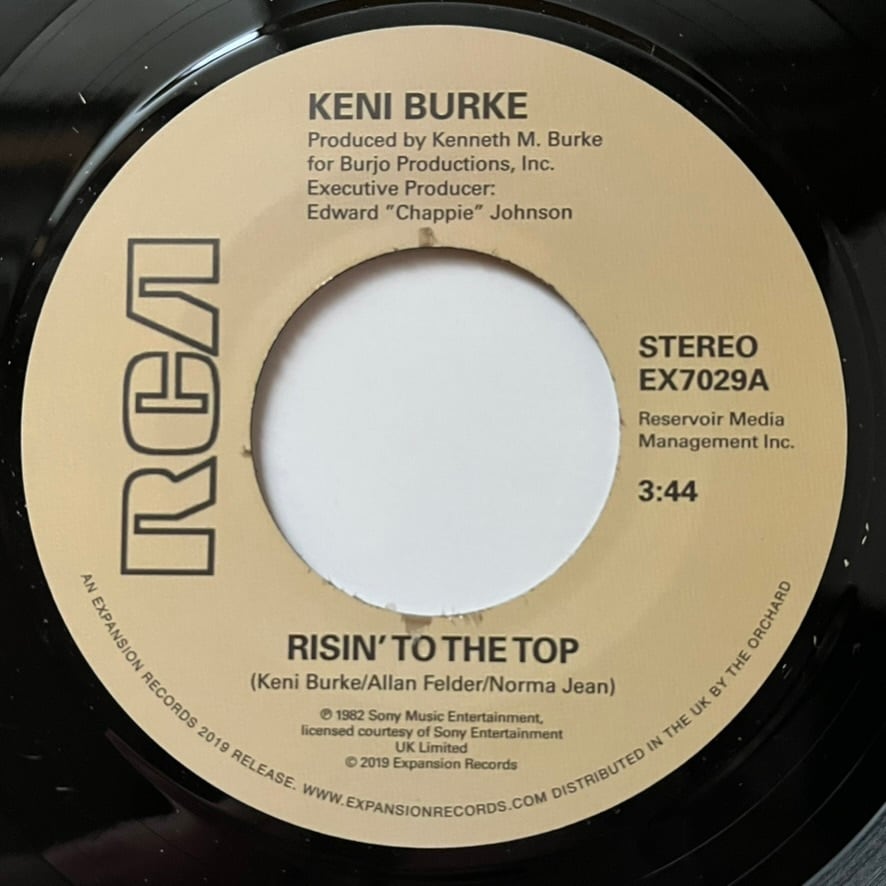 KENI BURKE
Produced by Kenneth M. Burke
for Burjo Productions, Inc.
Executive Producer:
Edward "Chappie" Johnson
RCA
STEREO
EX7029A
Reservoir Media
Management Inc.
3:44
RISIN' TO THE TOP
(Keni Burke/Allan Felder/Norma Jean)
℗ 1982 Sony Music Entertainment,
licensed courtesy of Sony Entertainment
UK Limited
© 2019 Expansion Records
AN EXPANSION RECORDS 2019 RELEASE. WWW.EXPANSIONRECORDS.COM DISTRIBUTED IN THE UK BY THE ORCHARD